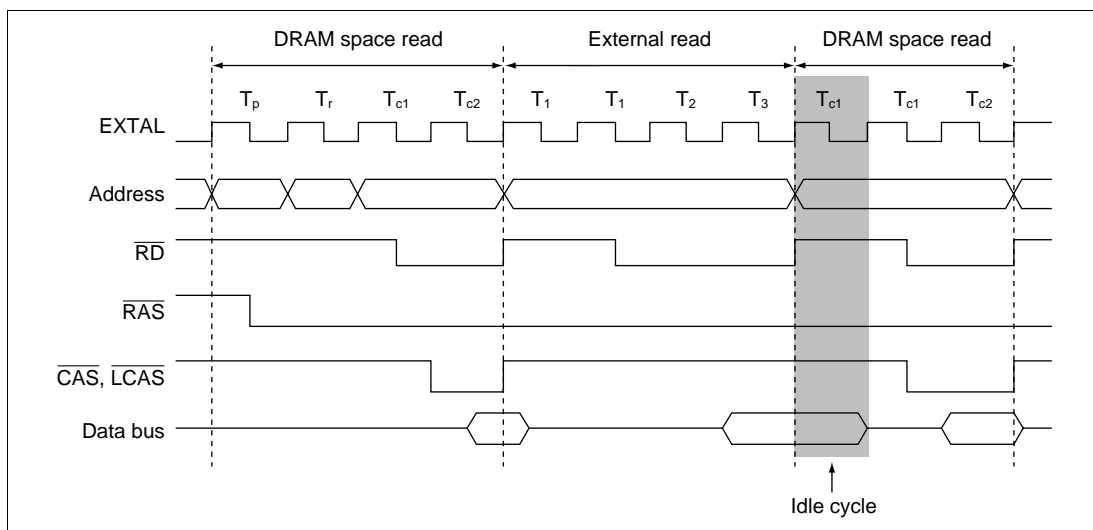 DRAM space read External read DRAM space read
Tp Tr Tc1 Tc2 T1 T1 T2 T3 Tc1 Tc1 Tc2
EXTAL
Address
RD
RAS
CAS, LCAS
Data bus
Idle cycle